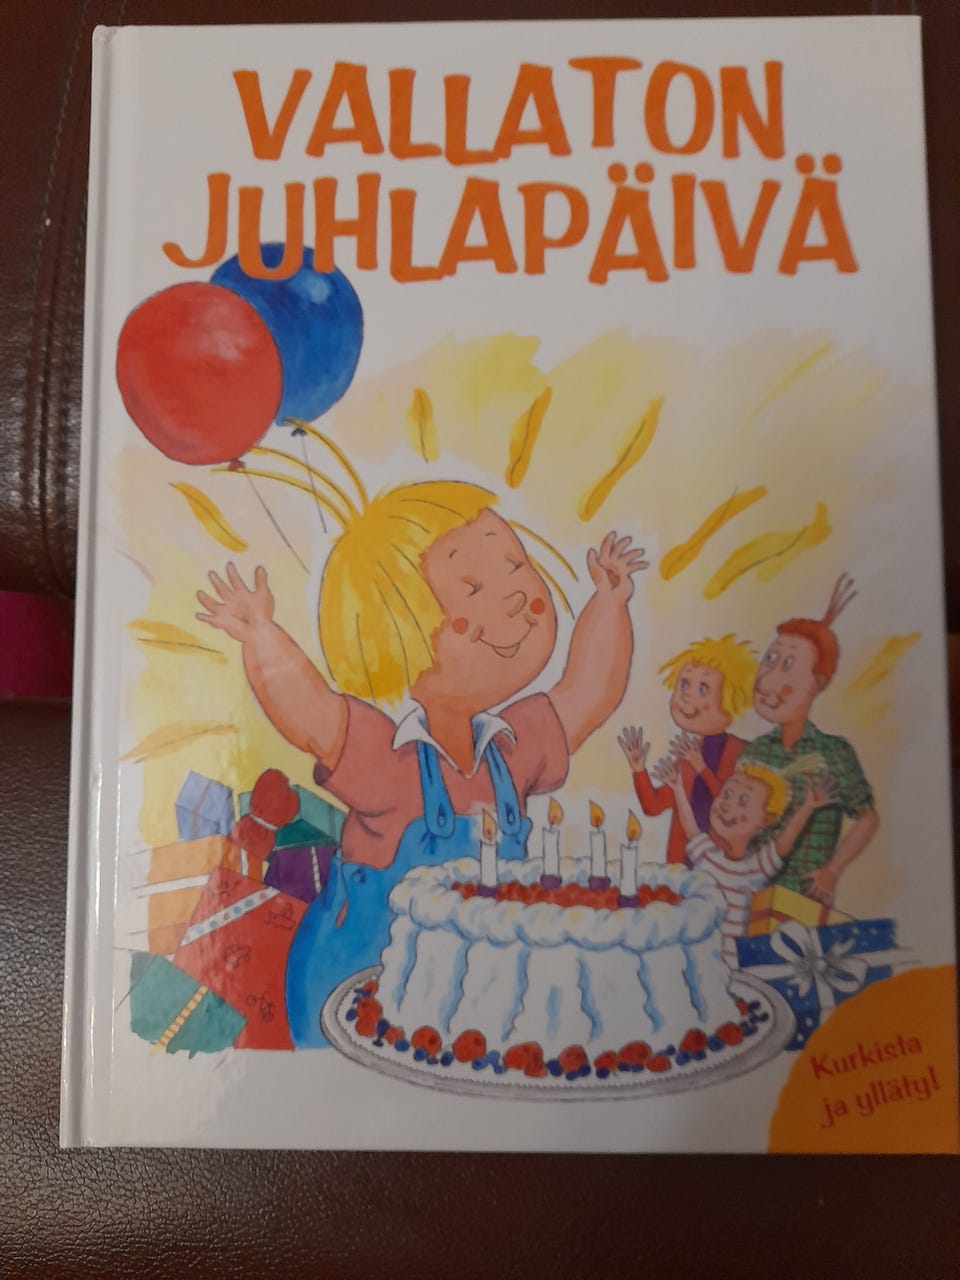 VALLATON
JUHLAPÄIVÄ
Kurkista
ja ylläty!